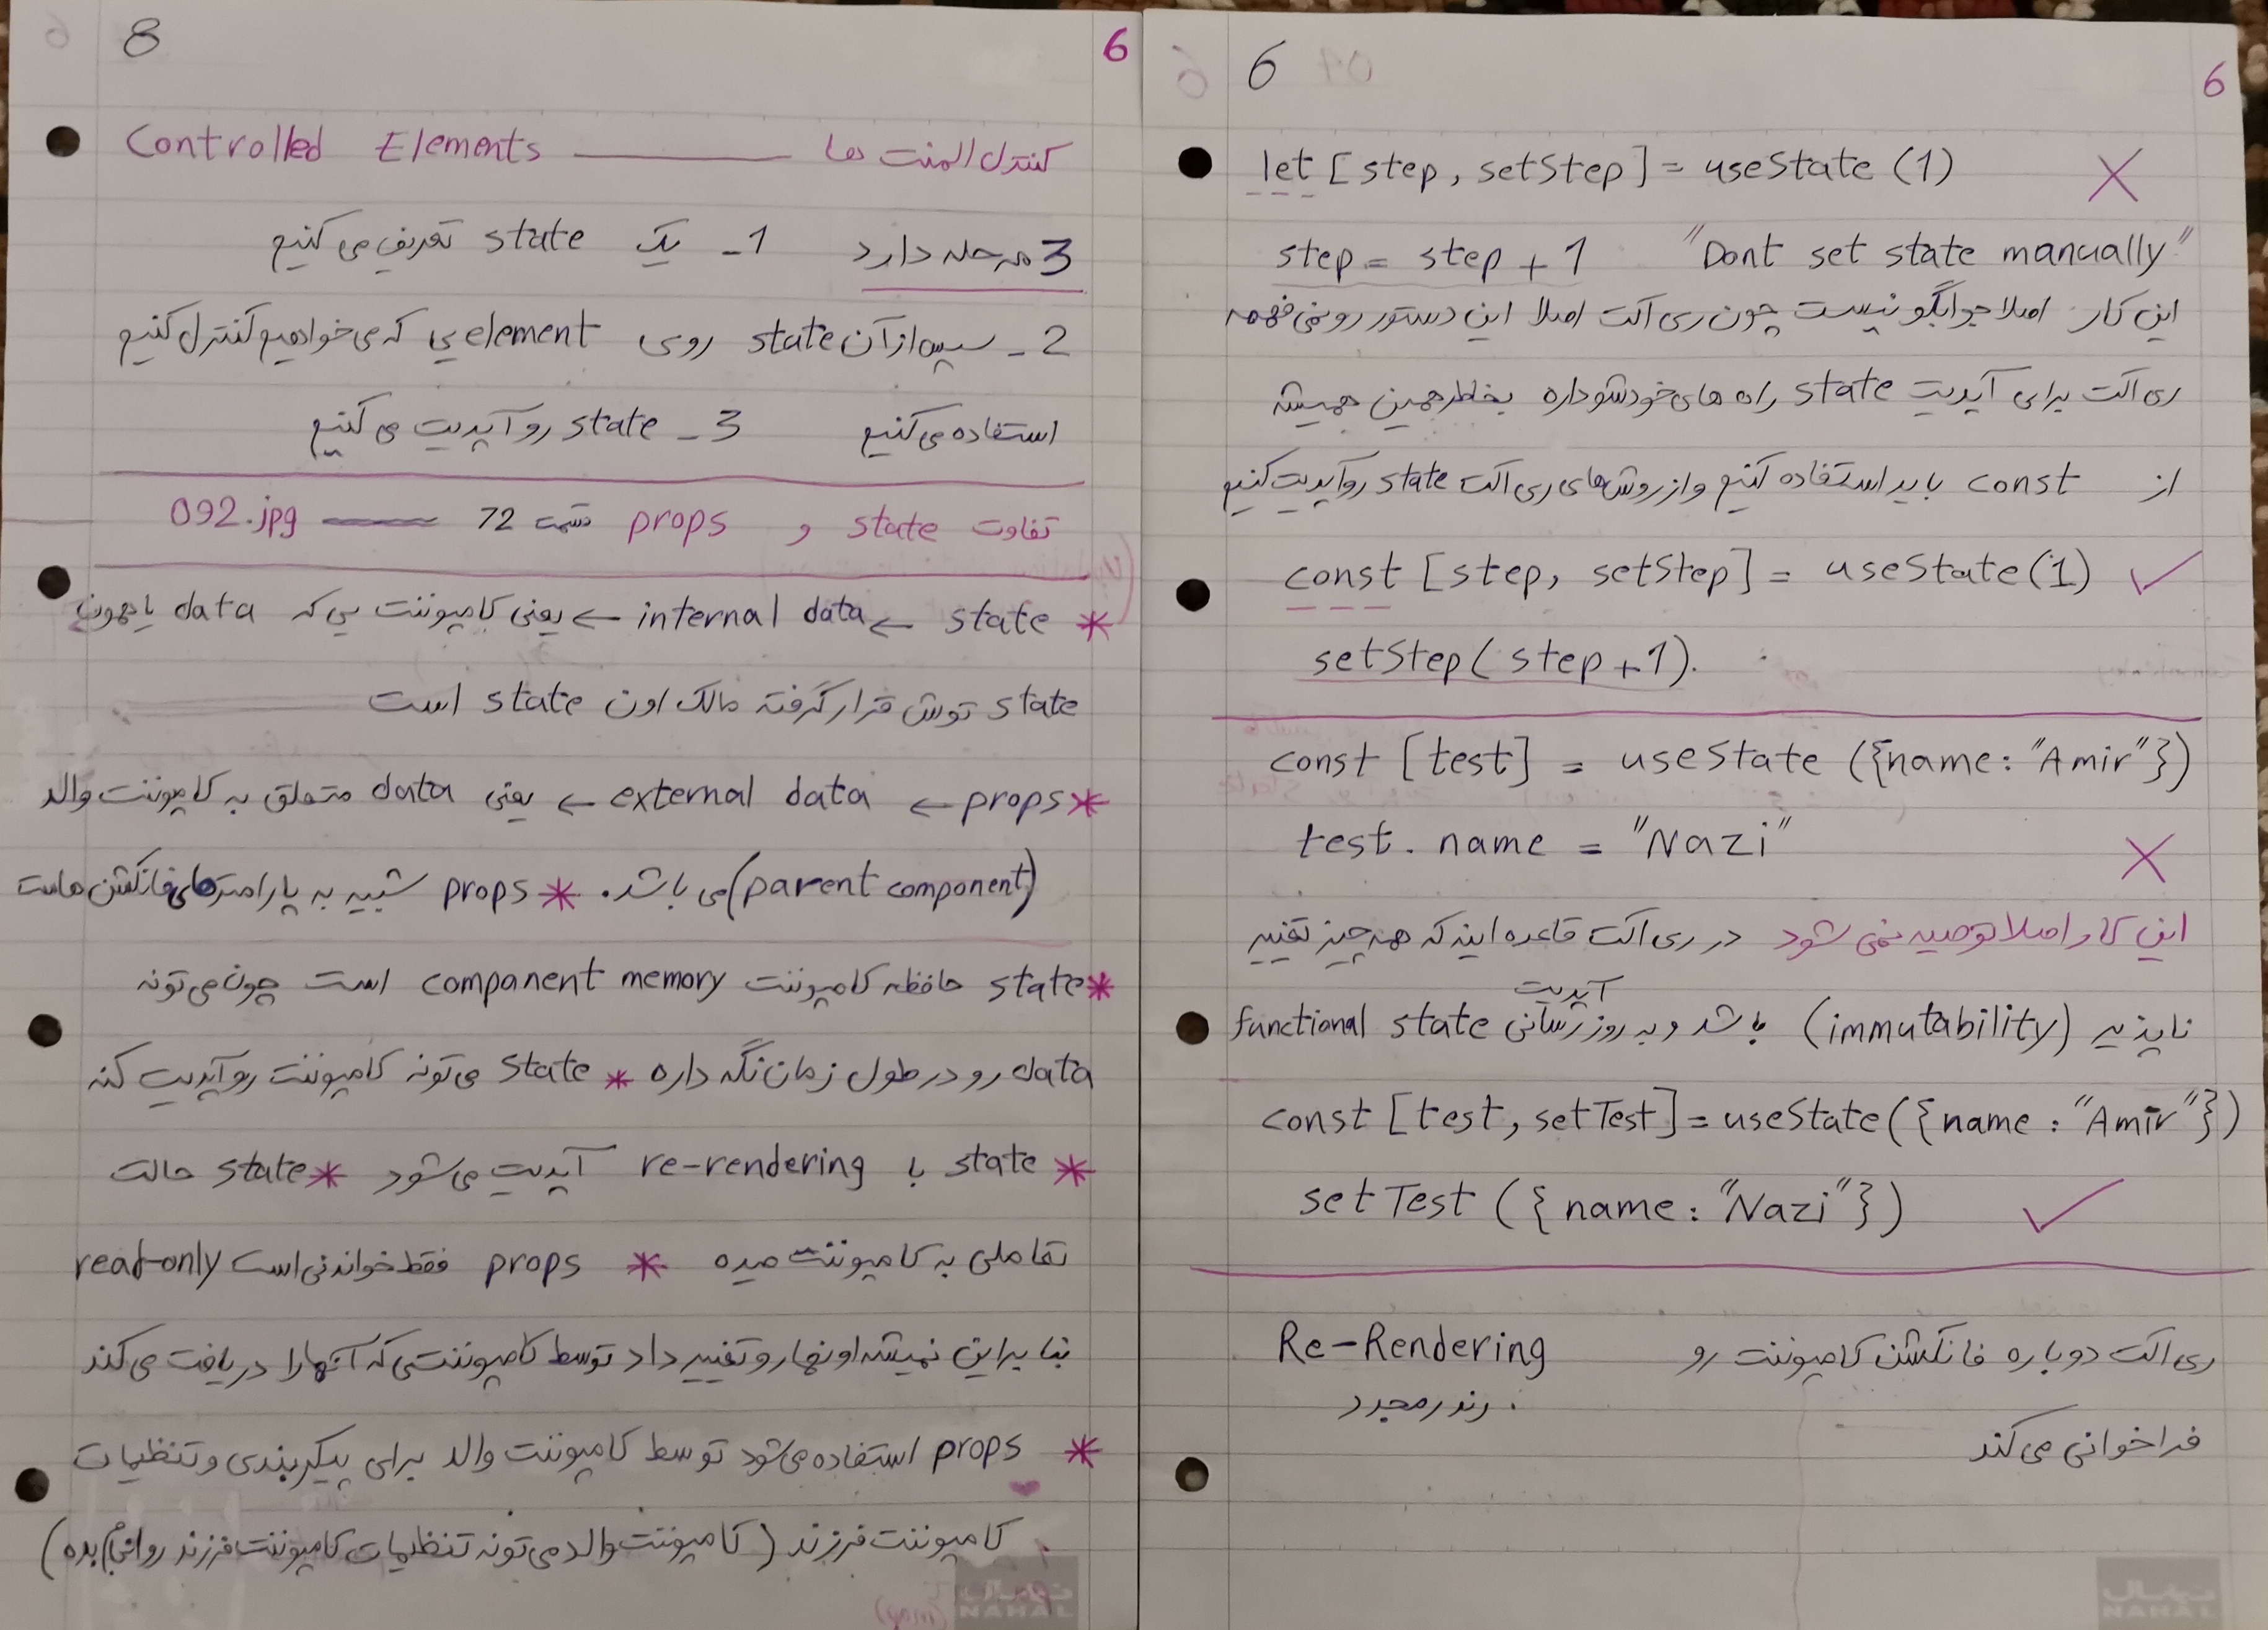 6
6
let [step, setStep] = useState (1) ✗
step = step + 1 "Dont set state manually"
این کار اصلا جوابگو نیست چون ری اکت اصلا این دستور رو نمی فهمه
ری اکت برای آپدیت state راه های خودشو داره بخاطر همین همیشه
از const باید استفاده کنیم و از روش های ری اکت state رو آپدیت کنیم
const [step, setStep] = useState(1) ✓
setStep( step +1).
const [test] = useState ({name: "Amir"})
test. name = "Nazi" ✗
این کار اصلا توصیه نمی شود در ری اکت قاعده اینه که همه چیز تغییر
آپدیت
ناپذیر (immutability) باشد و به روز رسانی functional state
const [test, setTest] = useState({name : "Amir"})
set Test ({name: "Nazi"}) ✓
ری اکت دوباره فانکشن کامپوننت رو Re-Rendering
رندر مجدد
فراخوانی می کند
نهال
NAHAL
8
6
Controlled Elements ——— کنترل المنت ها
3 مرحله دارد 1_ یک state تعریف می کنیم
2_ سپس از آن state روی element یی که می خواهیم کنترل کنیم
استفاده می کنیم 3_ state رو آپدیت می کنیم
تفاوت state و props قسمت 72 —— 092.jpg
* state ← internal data ← یعنی کامپوننت یی که data یا همون
state توش قرار گرفته مالک اون state است
*props ← external data ← یعنی data متعلق به کامپوننت والد
(parent component) می باشد. * props شبیه به پارامترهای فانکشن هاست
*state حافظه کامپوننت component memory است چون می تونه
data رو در طول زمان نگه داره * state می تونه کامپوننت رو آپدیت کنه
* state با re-rendering آپدیت می شود *state حالت
تعاملی به کامپوننت میده * props فقط خواندنی است read-only
بنابراین نمیشه اونها رو تغییر داد توسط کامپوننتی که آنها را دریافت می کند
* props استفاده می شود توسط کامپوننت والد برای پیکربندی و تنظیمات
کامپوننت فرزند (کامپوننت والد می تونه تنظیمات کامپوننت فرزند رو انجام بده)
نهال
NAHAL